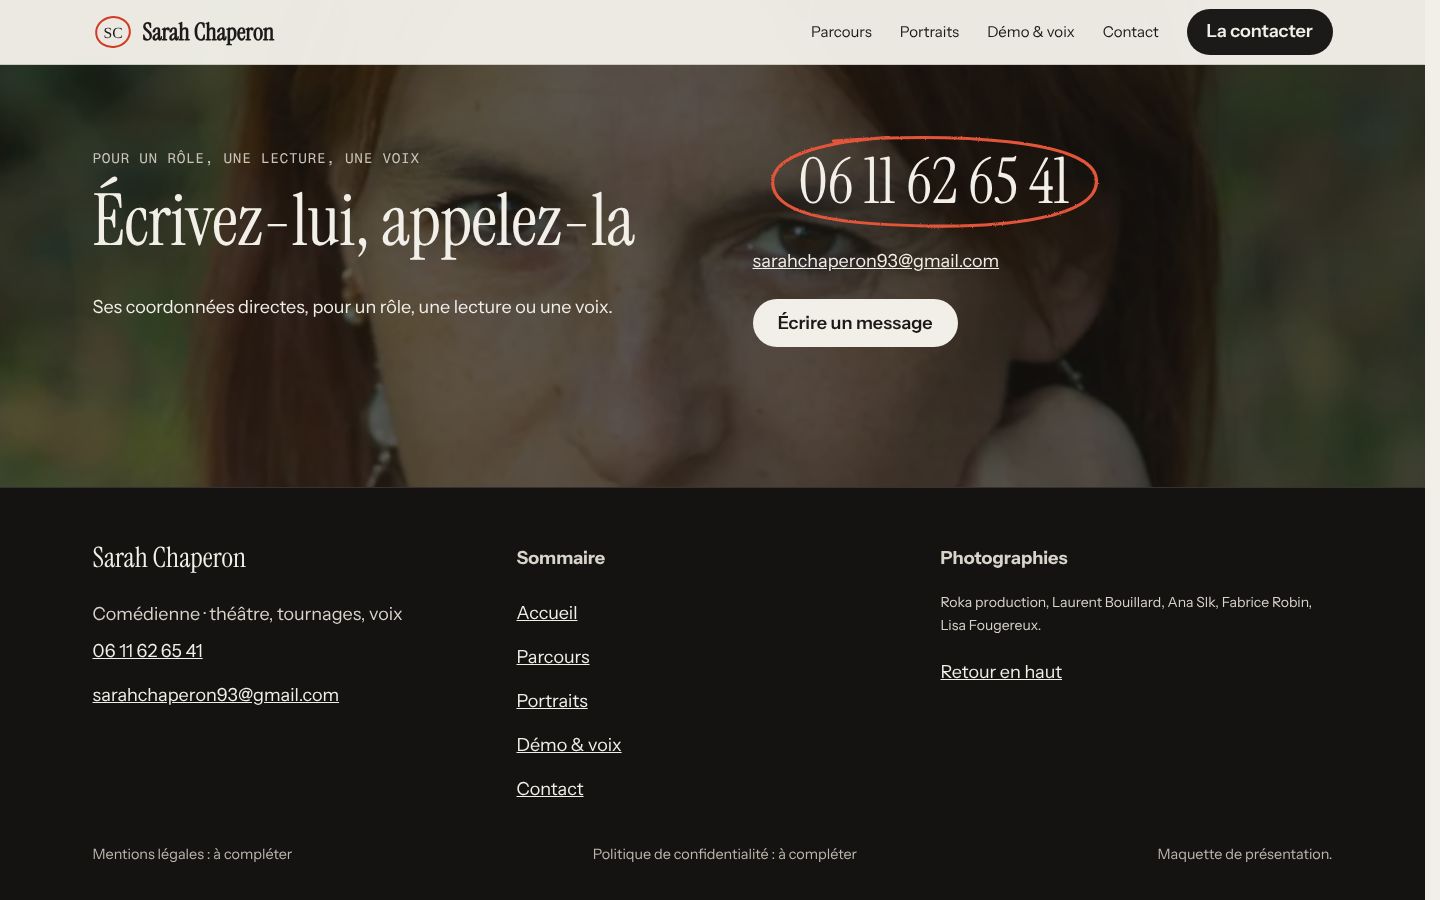 SC Sarah Chaperon
Parcours Portraits Démo & voix Contact La contacter
POUR UN RÔLE, UNE LECTURE, UNE VOIX
Écrivez-lui, appelez-la
Ses coordonnées directes, pour un rôle, une lecture ou une voix.
06 11 62 65 41
sarahchaperon93@gmail.com
Écrire un message
Sarah Chaperon
Comédienne · théâtre, tournages, voix
06 11 62 65 41
sarahchaperon93@gmail.com
Sommaire
Accueil
Parcours
Portraits
Démo & voix
Contact
Photographies
Roka production, Laurent Bouillard, Ana Slk, Fabrice Robin,
Lisa Fougereux.
Retour en haut
Mentions légales : à compléter
Politique de confidentialité : à compléter
Maquette de présentation.